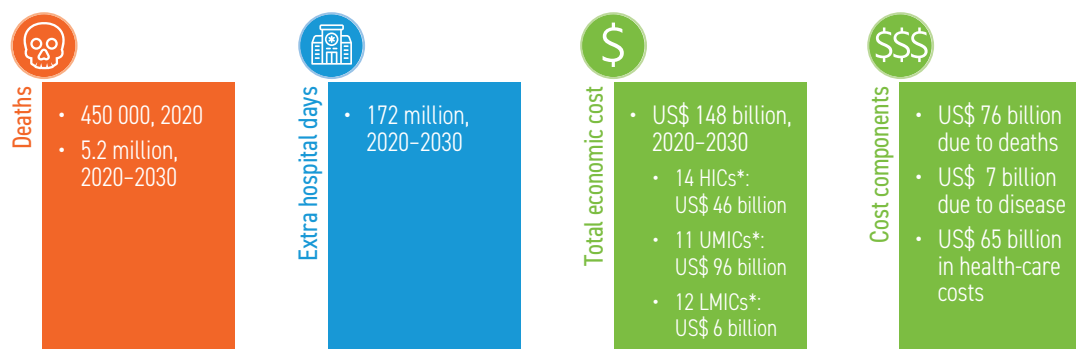 $
$$$
Deaths
• 450 000, 2020
• 5.2 million,
2020–2030
Extra hospital days
• 172 million,
2020–2030
Total economic cost
• US$ 148 billion,
2020–2030
• 14 HICs*:
US$ 46 billion
• 11 UMICs*:
US$ 96 billion
• 12 LMICs*:
US$ 6 billion
Cost components
• US$ 76 billion
due to deaths
• US$ 7 billion
due to disease
• US$ 65 billion
in health-care
costs